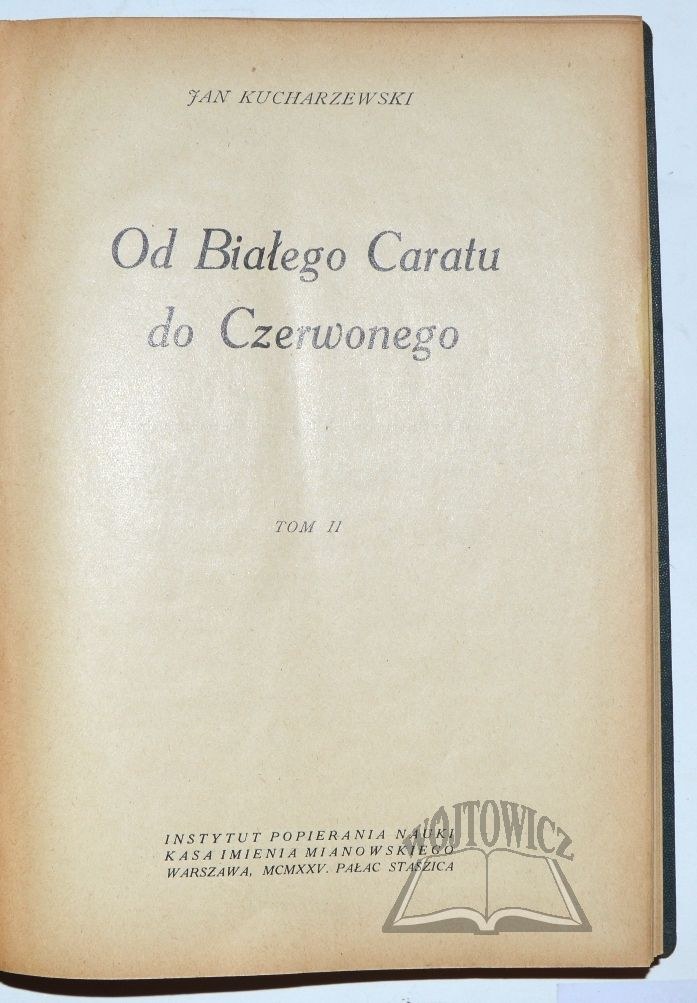 JAN KUCHARZEWSKI
Od Białego Caratu
do Czerwonego
TOM II
INSTYTUT POPIERANIA NAUKI
KASA IMIENIA MIANOWSKIEGO
WARSZAWA, MCMXXV. PAŁAC STASZICA
WOJTOWICZ